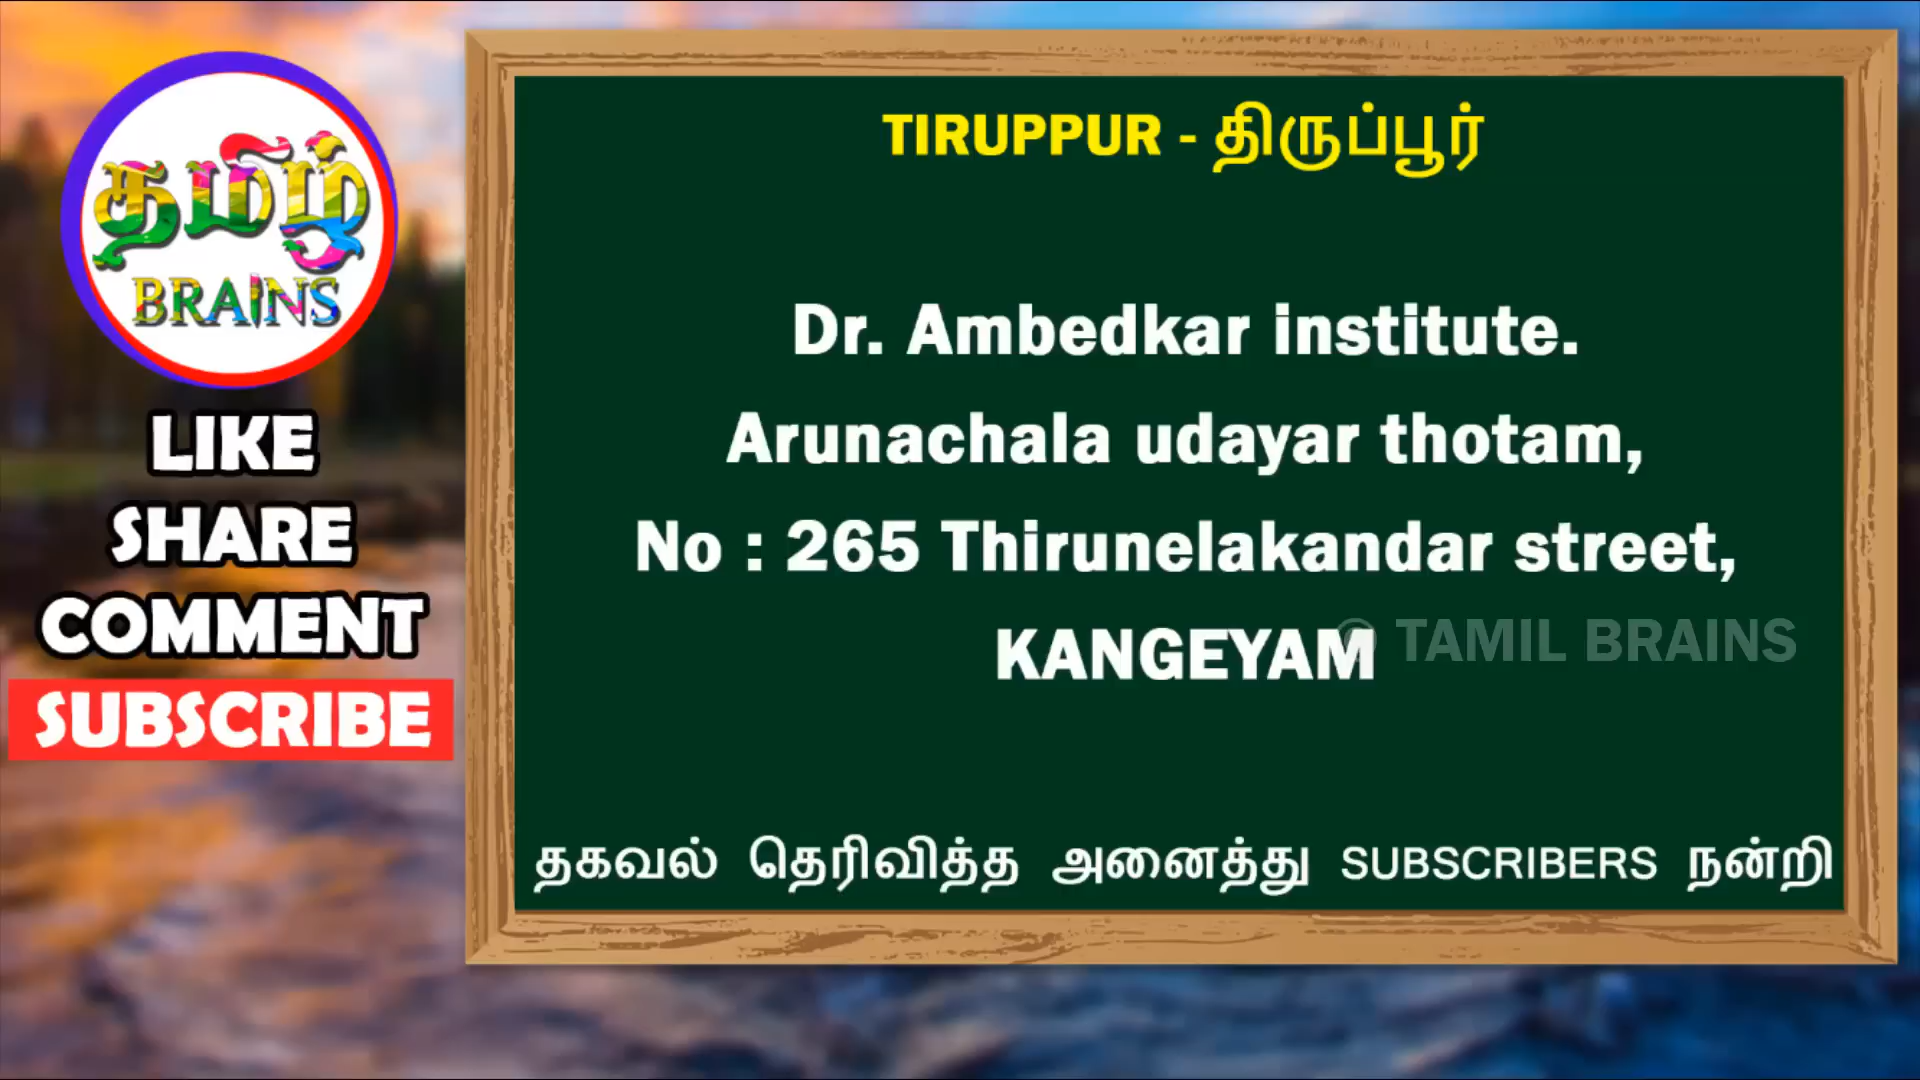 தமிழ்
BRAINS
LIKE
SHARE
COMMENT
SUBSCRIBE
TIRUPPUR - திருப்பூர்
Dr. Ambedkar institute.
Arunachala udayar thotam,
No : 265 Thirunelakandar street,
KANGEYAM
© TAMIL BRAINS
தகவல் தெரிவித்த அனைத்து SUBSCRIBERS நன்றி